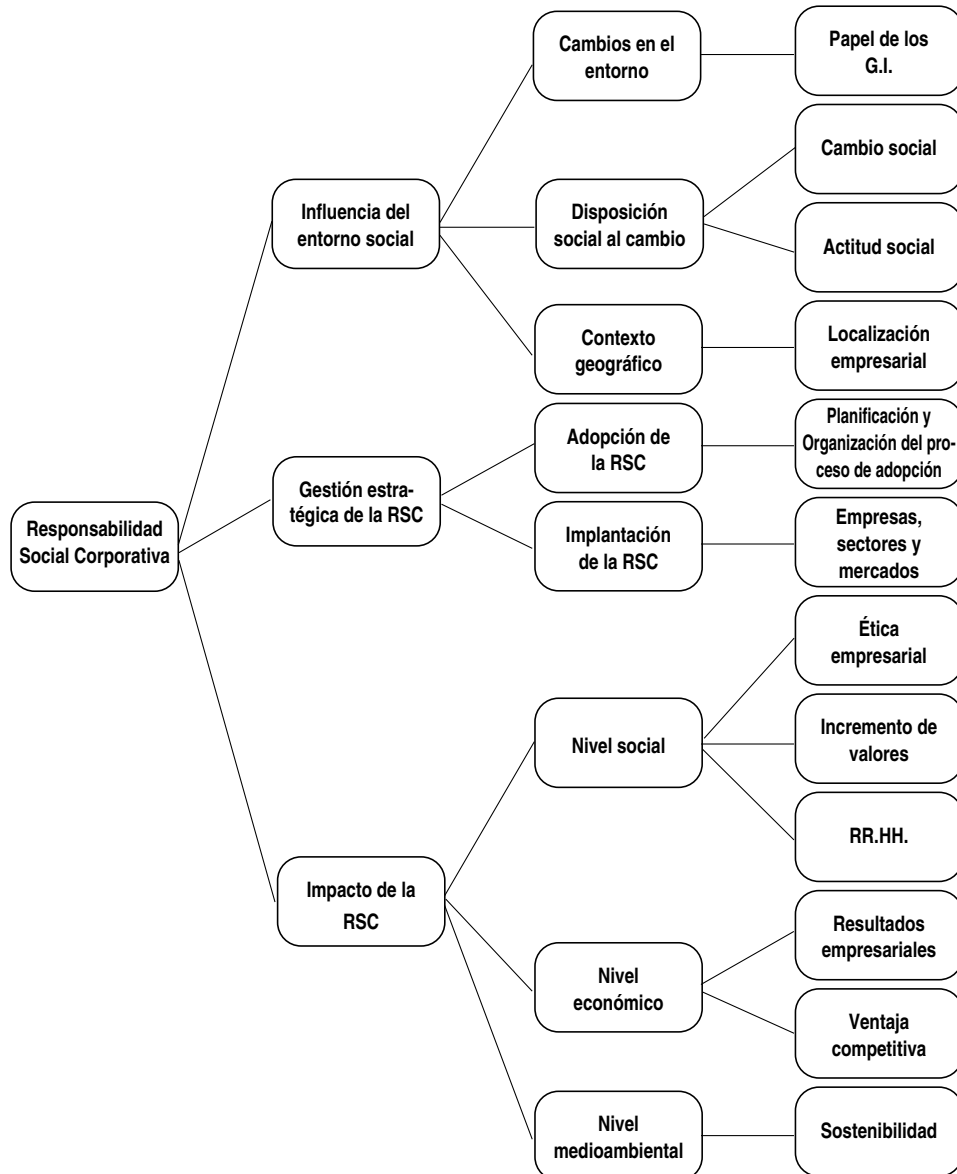 Responsabilidad
Social Corporativa
Influencia del
entorno social
Cambios en el
entorno
Papel de los
G.I.
Disposición
social al cambio
Cambio social
Actitud social
Contexto
geográfico
Localización
empresarial
Gestión estra-
tégica de la RSC
Adopción de
la RSC
Planificación y
Organización del pro-
ceso de adopción
Implantación
de la RSC
Empresas,
sectores y
mercados
Impacto de la
RSC
Nivel social
Ética
empresarial
Incremento de
valores
RR.HH.
Nivel
económico
Resultados
empresariales
Ventaja
competitiva
Nivel
medioambiental
Sostenibilidad